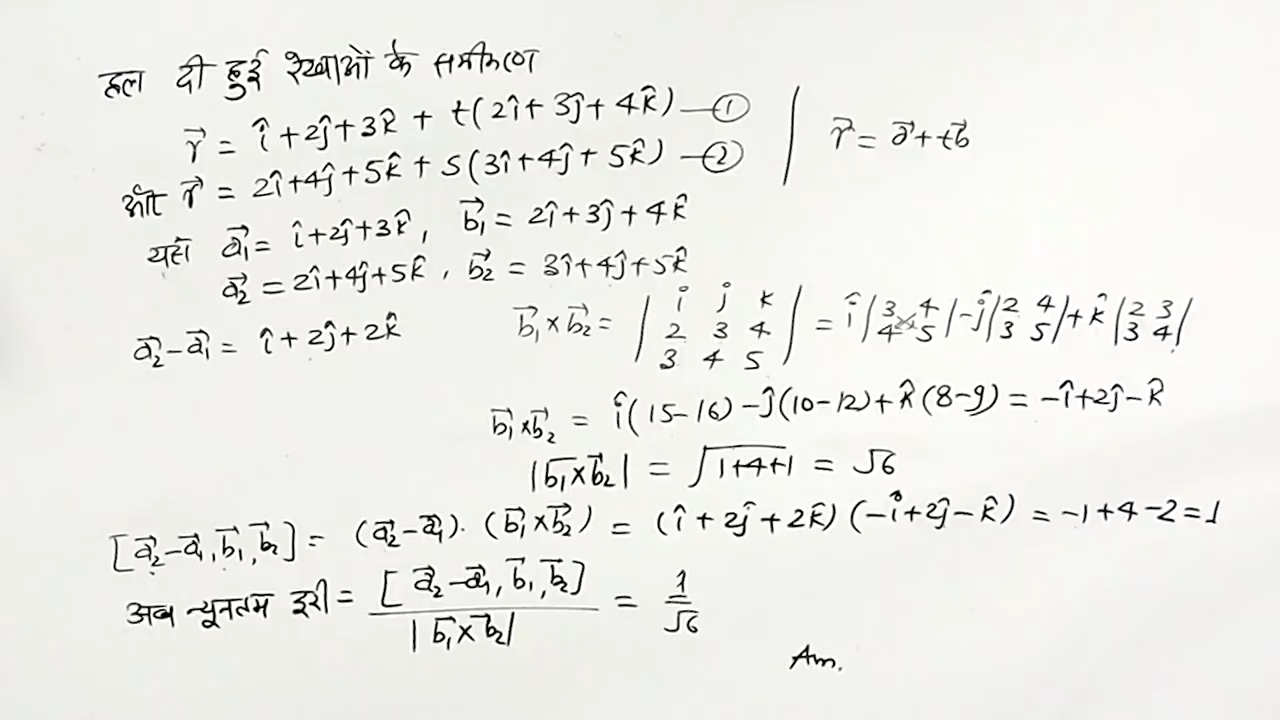 हल दी हुई रेखाओं के समीकरण
r⃗ = î + 2ĵ + 3k̂ + t(2î + 3ĵ + 4k̂) —①
r⃗ = a⃗ + tb⃗
और r⃗ = 2î + 4ĵ + 5k̂ + s(3î + 4ĵ + 5k̂) —②
यहाँ a⃗₁ = î + 2ĵ + 3k̂, b⃗₁ = 2î + 3ĵ + 4k̂
a⃗₂ = 2î + 4ĵ + 5k̂, b⃗₂ = 3î + 4ĵ + 5k̂
a⃗₂ − a⃗₁ = î + 2ĵ + 2k̂
b⃗₁ × b⃗₂ = | i j k ; 2 3 4 ; 3 4 5 | = î | 3 4 ; 4 5 | − ĵ | 2 4 ; 3 5 | + k̂ | 2 3 ; 3 4 |
b⃗₁ × b⃗₂ = î(15−16) − ĵ(10−12) + k̂(8−9) = −î + 2ĵ − k̂
|b⃗₁ × b⃗₂| = √(1+4+1) = √6
[a⃗₂ − a⃗₁, b⃗₁, b⃗₂] = (a⃗₂ − a⃗₁) · (b⃗₁ × b⃗₂) = (î + 2ĵ + 2k̂) (−î + 2ĵ − k̂) = −1 + 4 − 2 = 1
अब न्यूनतम दूरी = [a⃗₂ − a⃗₁, b⃗₁, b⃗₂] / |b⃗₁ × b⃗₂| = 1/√6
Ans.